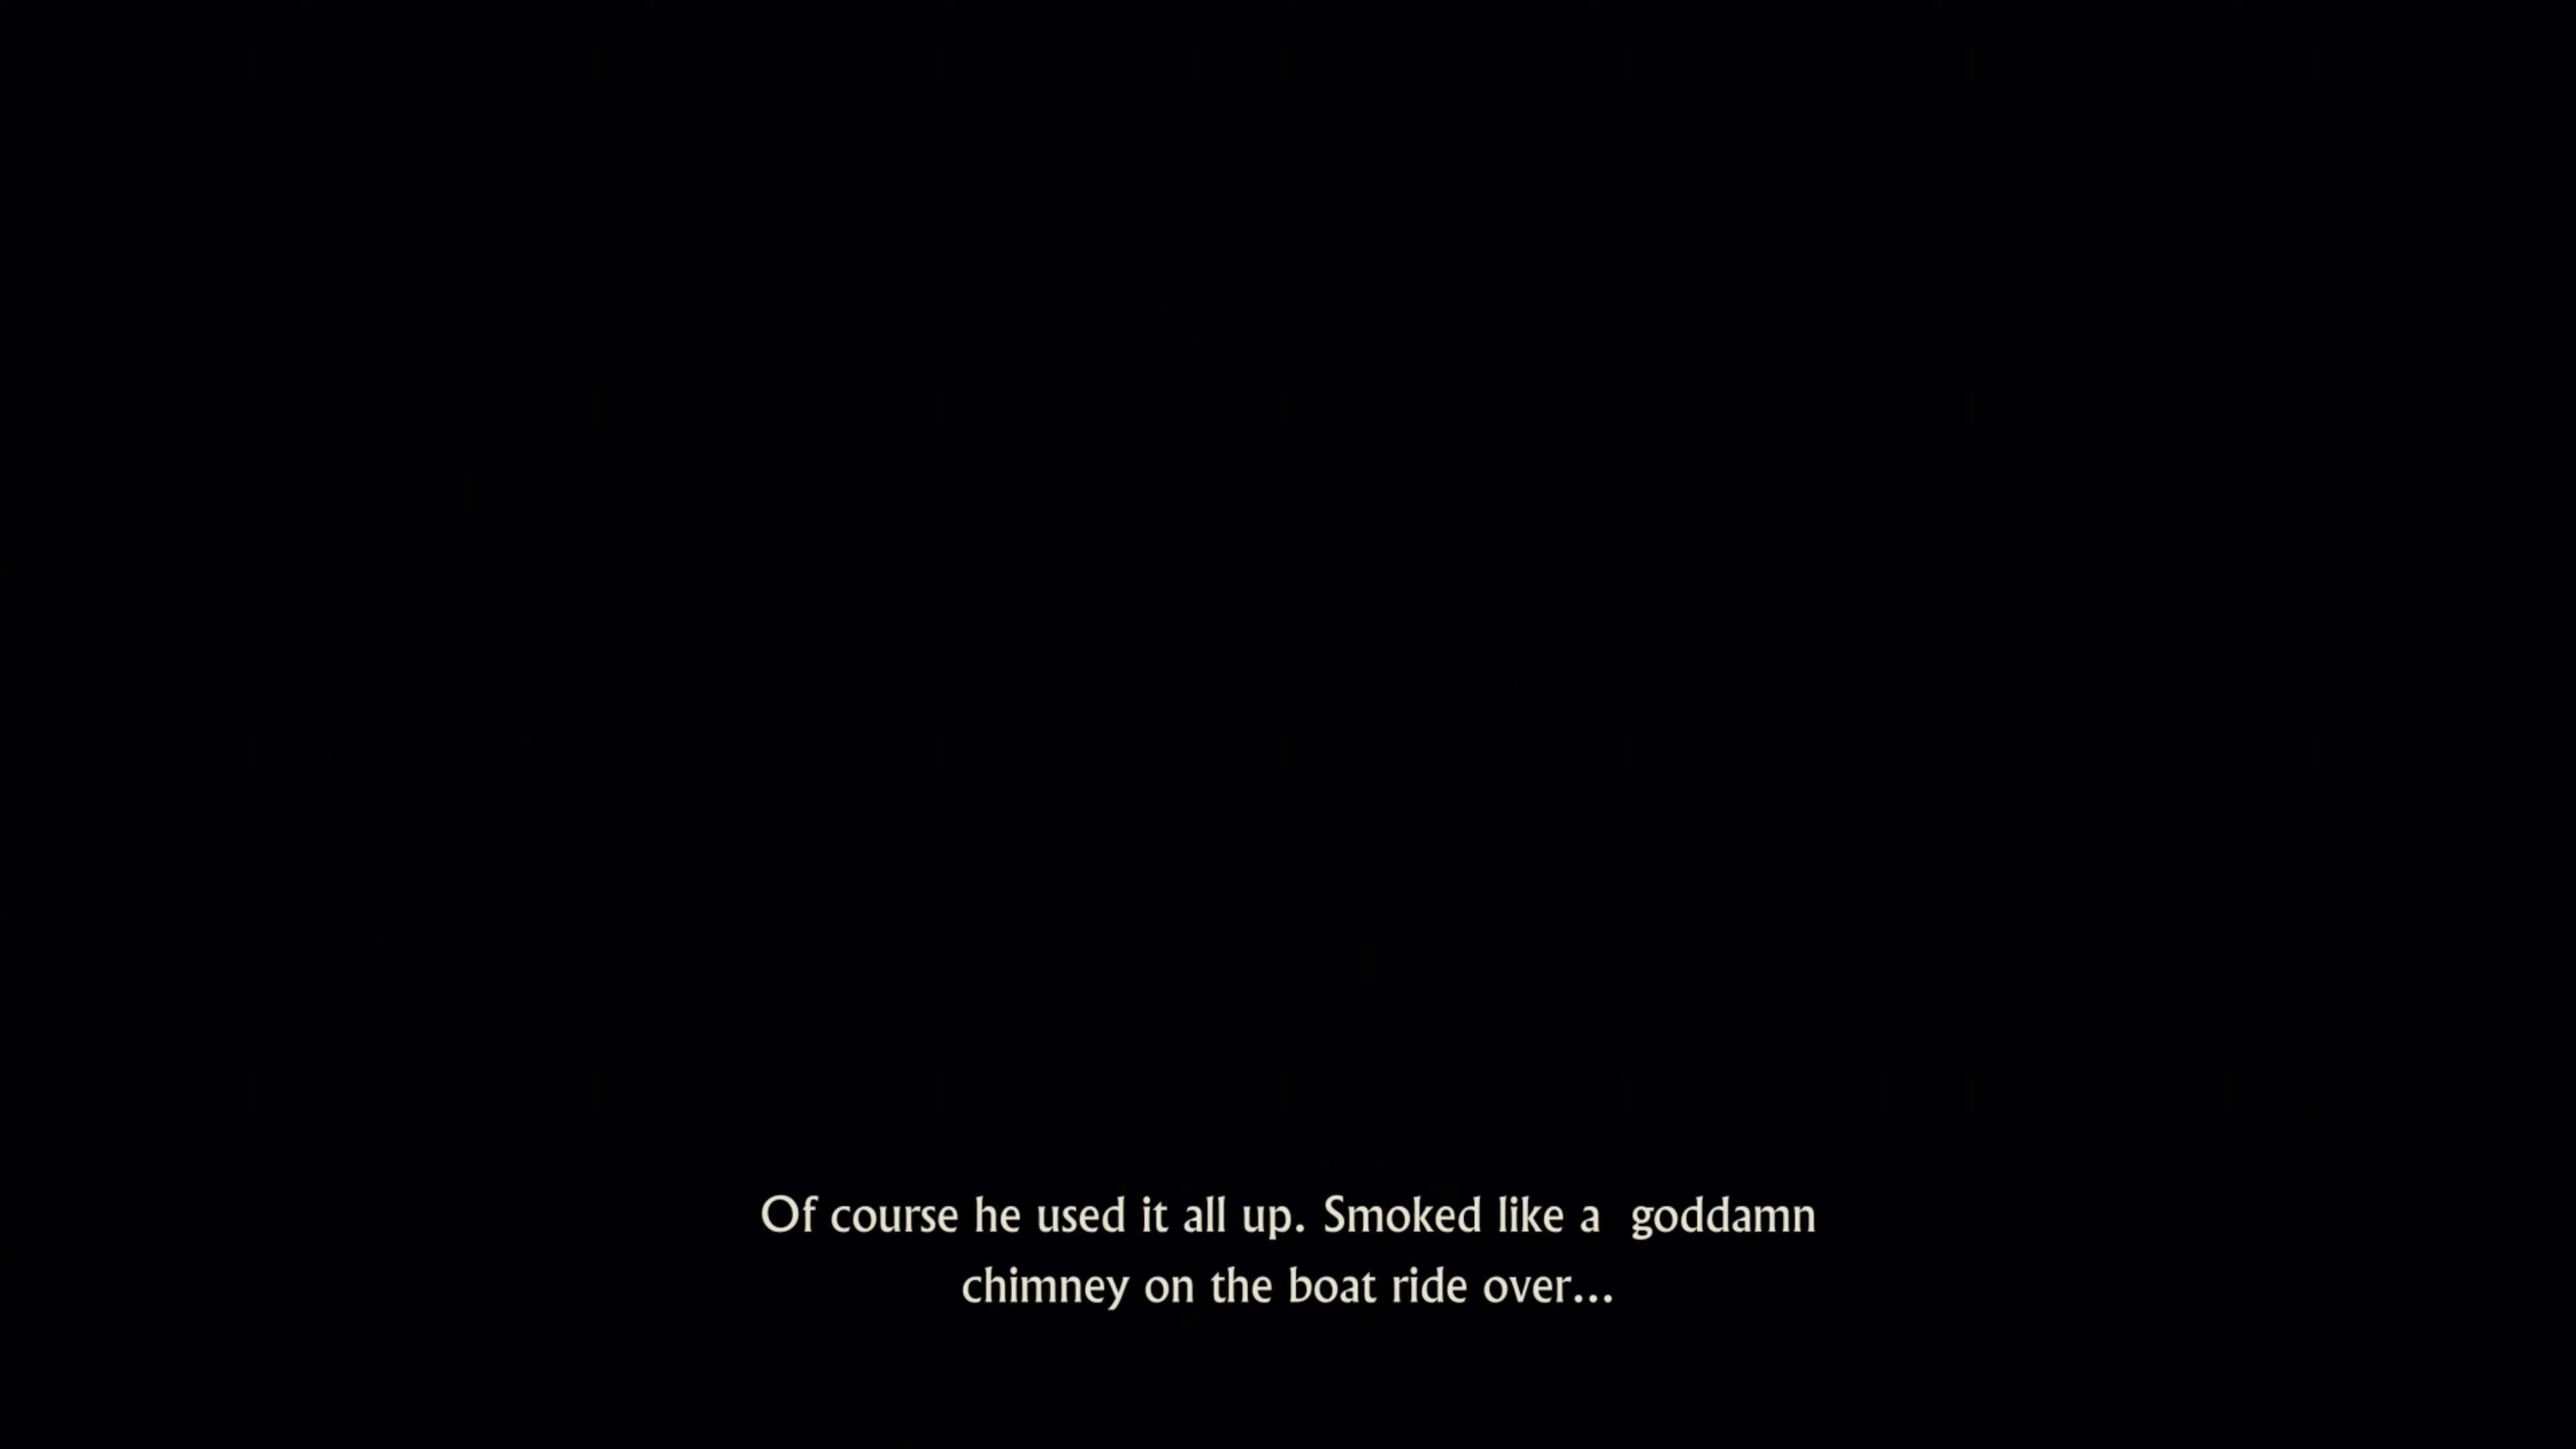 Of course he used it all up. Smoked like a  goddamn
chimney on the boat ride over...